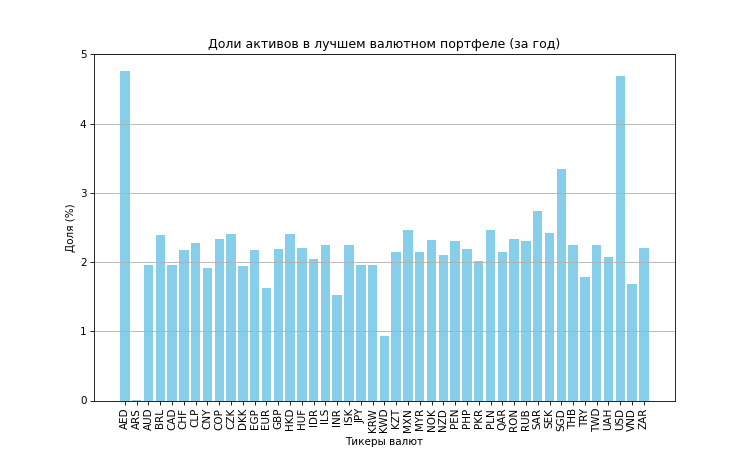 Доли активов в лучшем валютном портфеле (за год)
5
4
3
2
1
0
Доля (%)
AED ARS AUD BRL CAD CHF CLP CNY COP CZK DKK EGP EUR GBP HKD HUF IDR ILS INR ISK JPY KRW KWD KZT MXN MYR NOK NZD PEN PHP PKR PLN QAR RON RUB SAR SEK SGD THB TRY TWD UAH USD VND ZAR
Тикеры валют